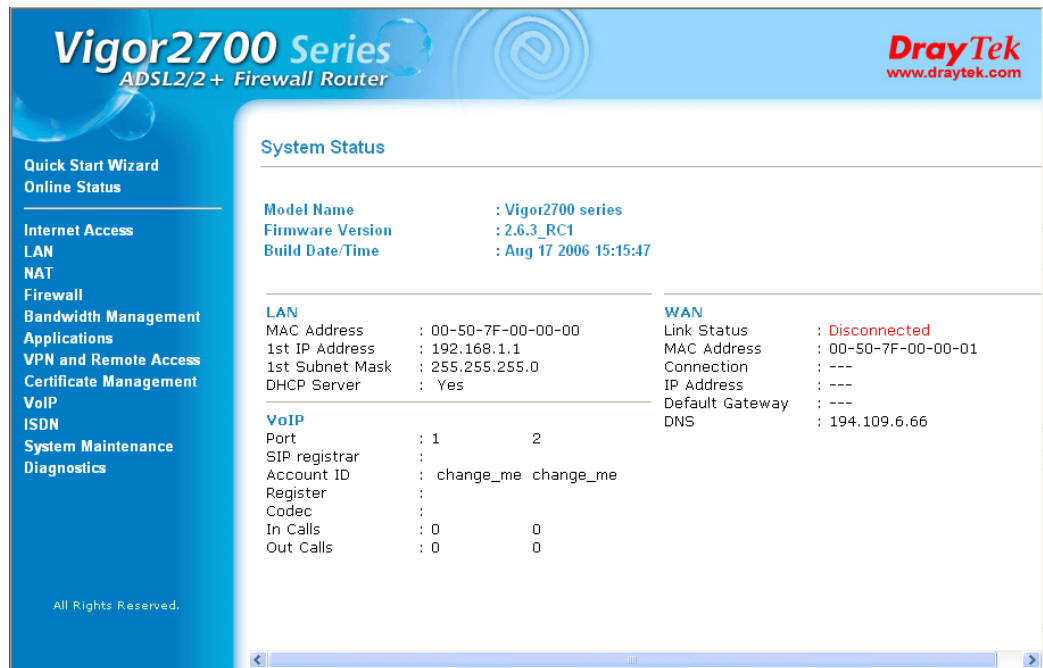 Vigor2700 Series
ADSL2/2+ Firewall Router
DrayTek
www.draytek.com
Quick Start Wizard
Online Status
Internet Access
LAN
NAT
Firewall
Bandwidth Management
Applications
VPN and Remote Access
Certificate Management
VoIP
ISDN
System Maintenance
Diagnostics
All Rights Reserved.
System Status
Model Name : Vigor2700 series
Firmware Version : 2.6.3_RC1
Build Date/Time : Aug 17 2006 15:15:47
LAN
MAC Address : 00-50-7F-00-00-00
1st IP Address : 192.168.1.1
1st Subnet Mask : 255.255.255.0
DHCP Server : Yes
VoIP
Port : 1 2
SIP registrar :
Account ID : change_me change_me
Register :
Codec :
In Calls : 0 0
Out Calls : 0 0
WAN
Link Status : Disconnected
MAC Address : 00-50-7F-00-00-01
Connection : ---
IP Address : ---
Default Gateway : ---
DNS : 194.109.6.66